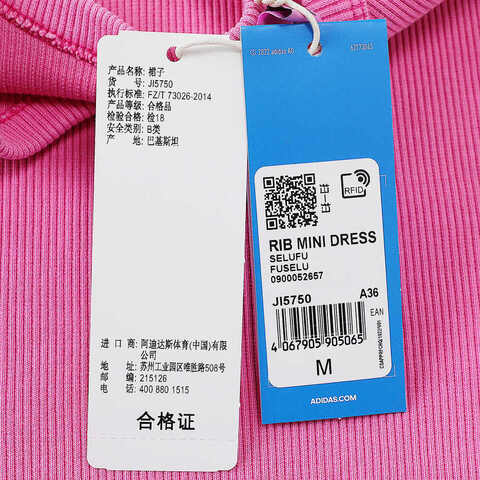 产品名称: 裙子
货 号: JI5750
执行标准: FZ/T 73026-2014
产品等级: 合格品
检验合格: 检18
安全类别: B类
产 地: 巴基斯坦
进 口 商: 阿迪达斯体育(中国)有限公司
地 址: 苏州工业园区唯胜路508号
邮 编: 215126
电 话: 400 880 1515
合格证
© 2022 adidas AG
RFID
RIB MINI DRESS
SELUFU
FUSELU
0900052657
JI5750 A36
EAN
4 067905 905065
M
ADIDAS.COM